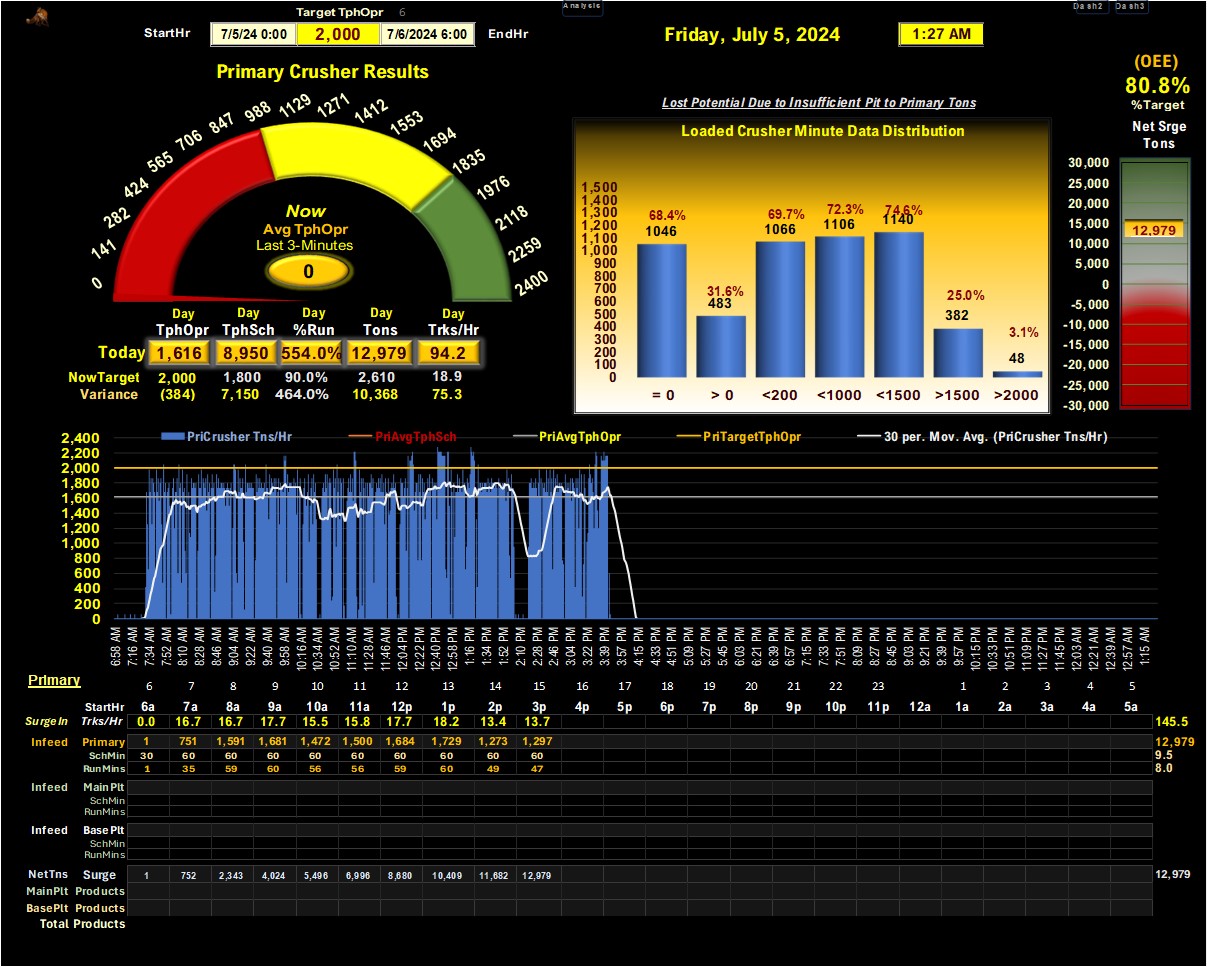 Analysis
Dash2 Dash3
Target TphOpr 6
StartHr 7/5/24 0:00 2,000 7/6/2024 6:00 EndHr
Friday, July 5, 2024
1:27 AM
(OEE)
80.8%
%Target
Net Srge
Tons
Primary Crusher Results
0 141 282 424 565 706 847 988 1129 1271 1412 1553 1694 1835 1976 2118 2259 2400
Now
Avg TphOpr
Last 3-Minutes
0
Day Day Day Day Day
TphOpr TphSch %Run Tons Trks/Hr
Today 1,616 8,950 554.0% 12,979 94.2
NowTarget 2,000 1,800 90.0% 2,610 18.9
Variance (384) 7,150 464.0% 10,368 75.3
Lost Potential Due to Insufficient Pit to Primary Tons
Loaded Crusher Minute Data Distribution
1,500
1,400
1,300
1,200
1,100
1,000
900
800
700
600
500
400
300
200
100
0
68.4% 31.6% 69.7% 72.3% 74.6% 25.0% 3.1%
1046 483 1066 1106 1140 382 48
= 0 > 0 <200 <1000 <1500 >1500 >2000
30,000
25,000
20,000
15,000
10,000
5,000
0
-5,000
-10,000
-15,000
-20,000
-25,000
-30,000
12,979
PriCrusher Tns/Hr PriAvgTphSch PriAvgTphOpr PriTargetTphOpr 30 per. Mov. Avg. (PriCrusher Tns/Hr)
2,400
2,200
2,000
1,800
1,600
1,400
1,200
1,000
800
600
400
200
0
6:58 AM 7:16 AM 7:34 AM 7:52 AM 8:10 AM 8:28 AM 8:46 AM 9:04 AM 9:22 AM 9:40 AM 9:58 AM 10:16 AM 10:34 AM 10:52 AM 11:10 AM 11:28 AM 11:46 AM 12:04 PM 12:22 PM 12:40 PM 12:58 PM 1:16 PM 1:34 PM 1:52 PM 2:10 PM 2:28 PM 2:46 PM 3:04 PM 3:22 PM 3:39 PM 3:57 PM 4:15 PM 4:33 PM 4:51 PM 5:09 PM 5:27 PM 5:45 PM 6:03 PM 6:21 PM 6:39 PM 6:57 PM 7:15 PM 7:33 PM 7:51 PM 8:09 PM 8:27 PM 8:45 PM 9:03 PM 9:21 PM 9:39 PM 9:57 PM 10:15 PM 10:33 PM 10:51 PM 11:09 PM 11:27 PM 11:45 PM 12:03 AM 12:21 AM 12:39 AM 12:57 AM 1:15 AM
Primary
6 7 8 9 10 11 12 13 14 15 16 17 18 19 20 21 22 23 1 2 3 4 5
StartHr 6a 7a 8a 9a 10a 11a 12p 1p 2p 3p 4p 5p 6p 7p 8p 9p 10p 11p 12a 1a 2a 3a 4a 5a
SurgeIn Trks/Hr 0.0 16.7 16.7 17.7 15.5 15.8 17.7 18.2 13.4 13.7 145.5
Infeed Primary 1 751 1,591 1,681 1,472 1,500 1,684 1,729 1,273 1,297 12,979
SchMin 30 60 60 60 60 60 60 60 60 60 9.5
RunMins 1 35 59 60 56 56 59 60 49 47 8.0
Infeed Main Plt
SchMin
RunMins
Infeed Base Plt
SchMin
RunMins
NetTns Surge 1 752 2,343 4,024 5,496 6,996 8,680 10,409 11,682 12,979 12,979
MainPlt Products
BasePlt Products
Total Products